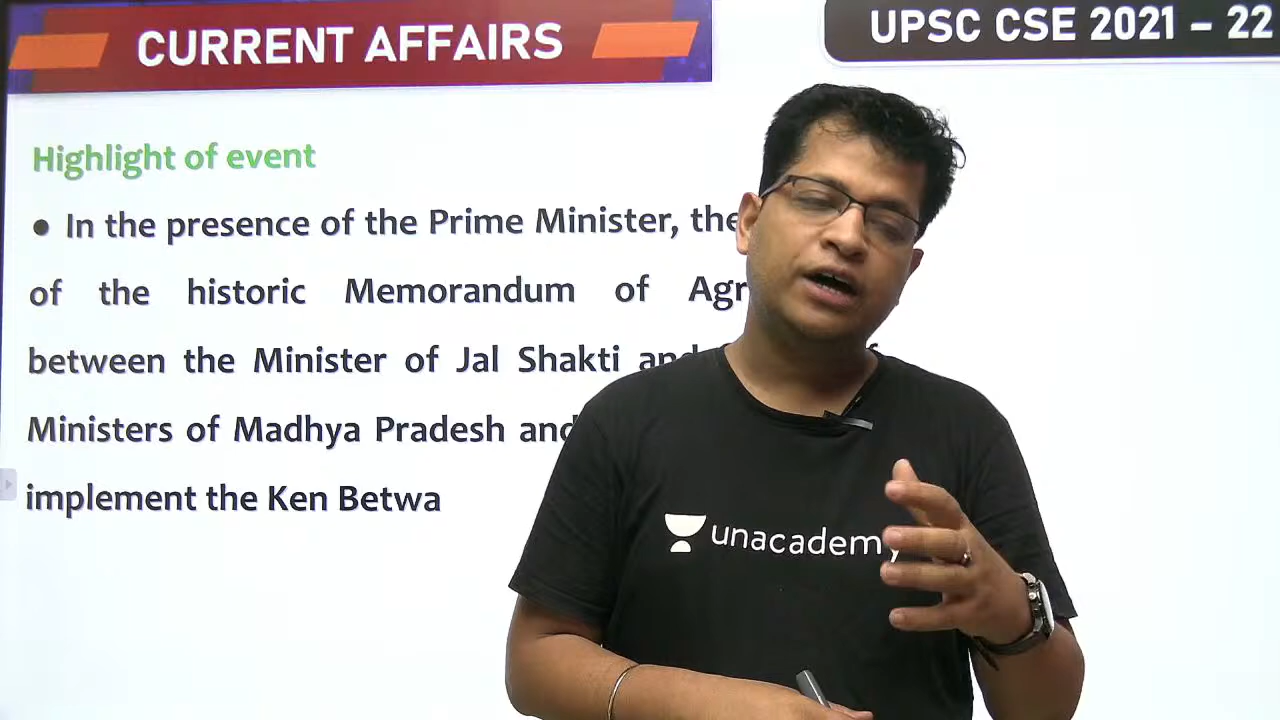 CURRENT AFFAIRS
UPSC CSE 2021 – 22
Highlight of event
● In the presence of the Prime Minister, the
of the historic Memorandum of Agr
between the Minister of Jal Shakti and
Ministers of Madhya Pradesh and
implement the Ken Betwa
unacademy